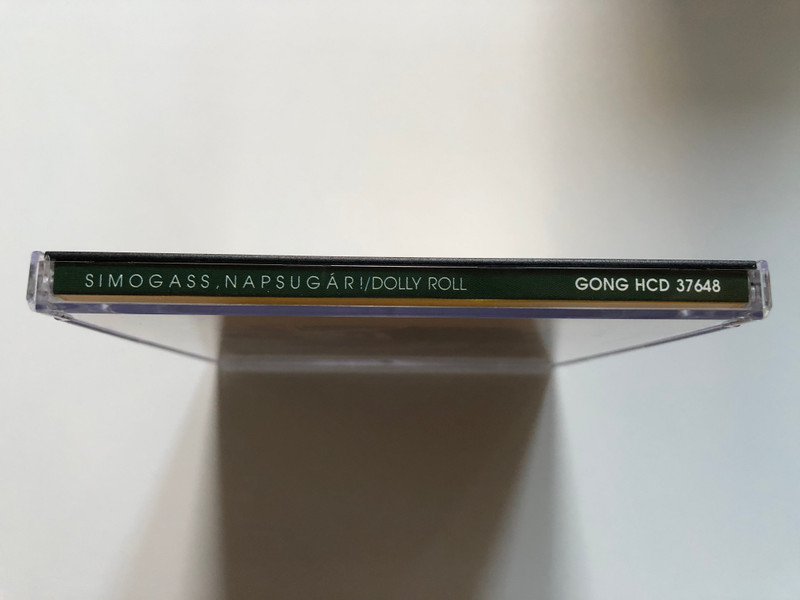 SIMOGASS, NAPSUGÁR!/DOLLY ROLL GONG HCD 37648